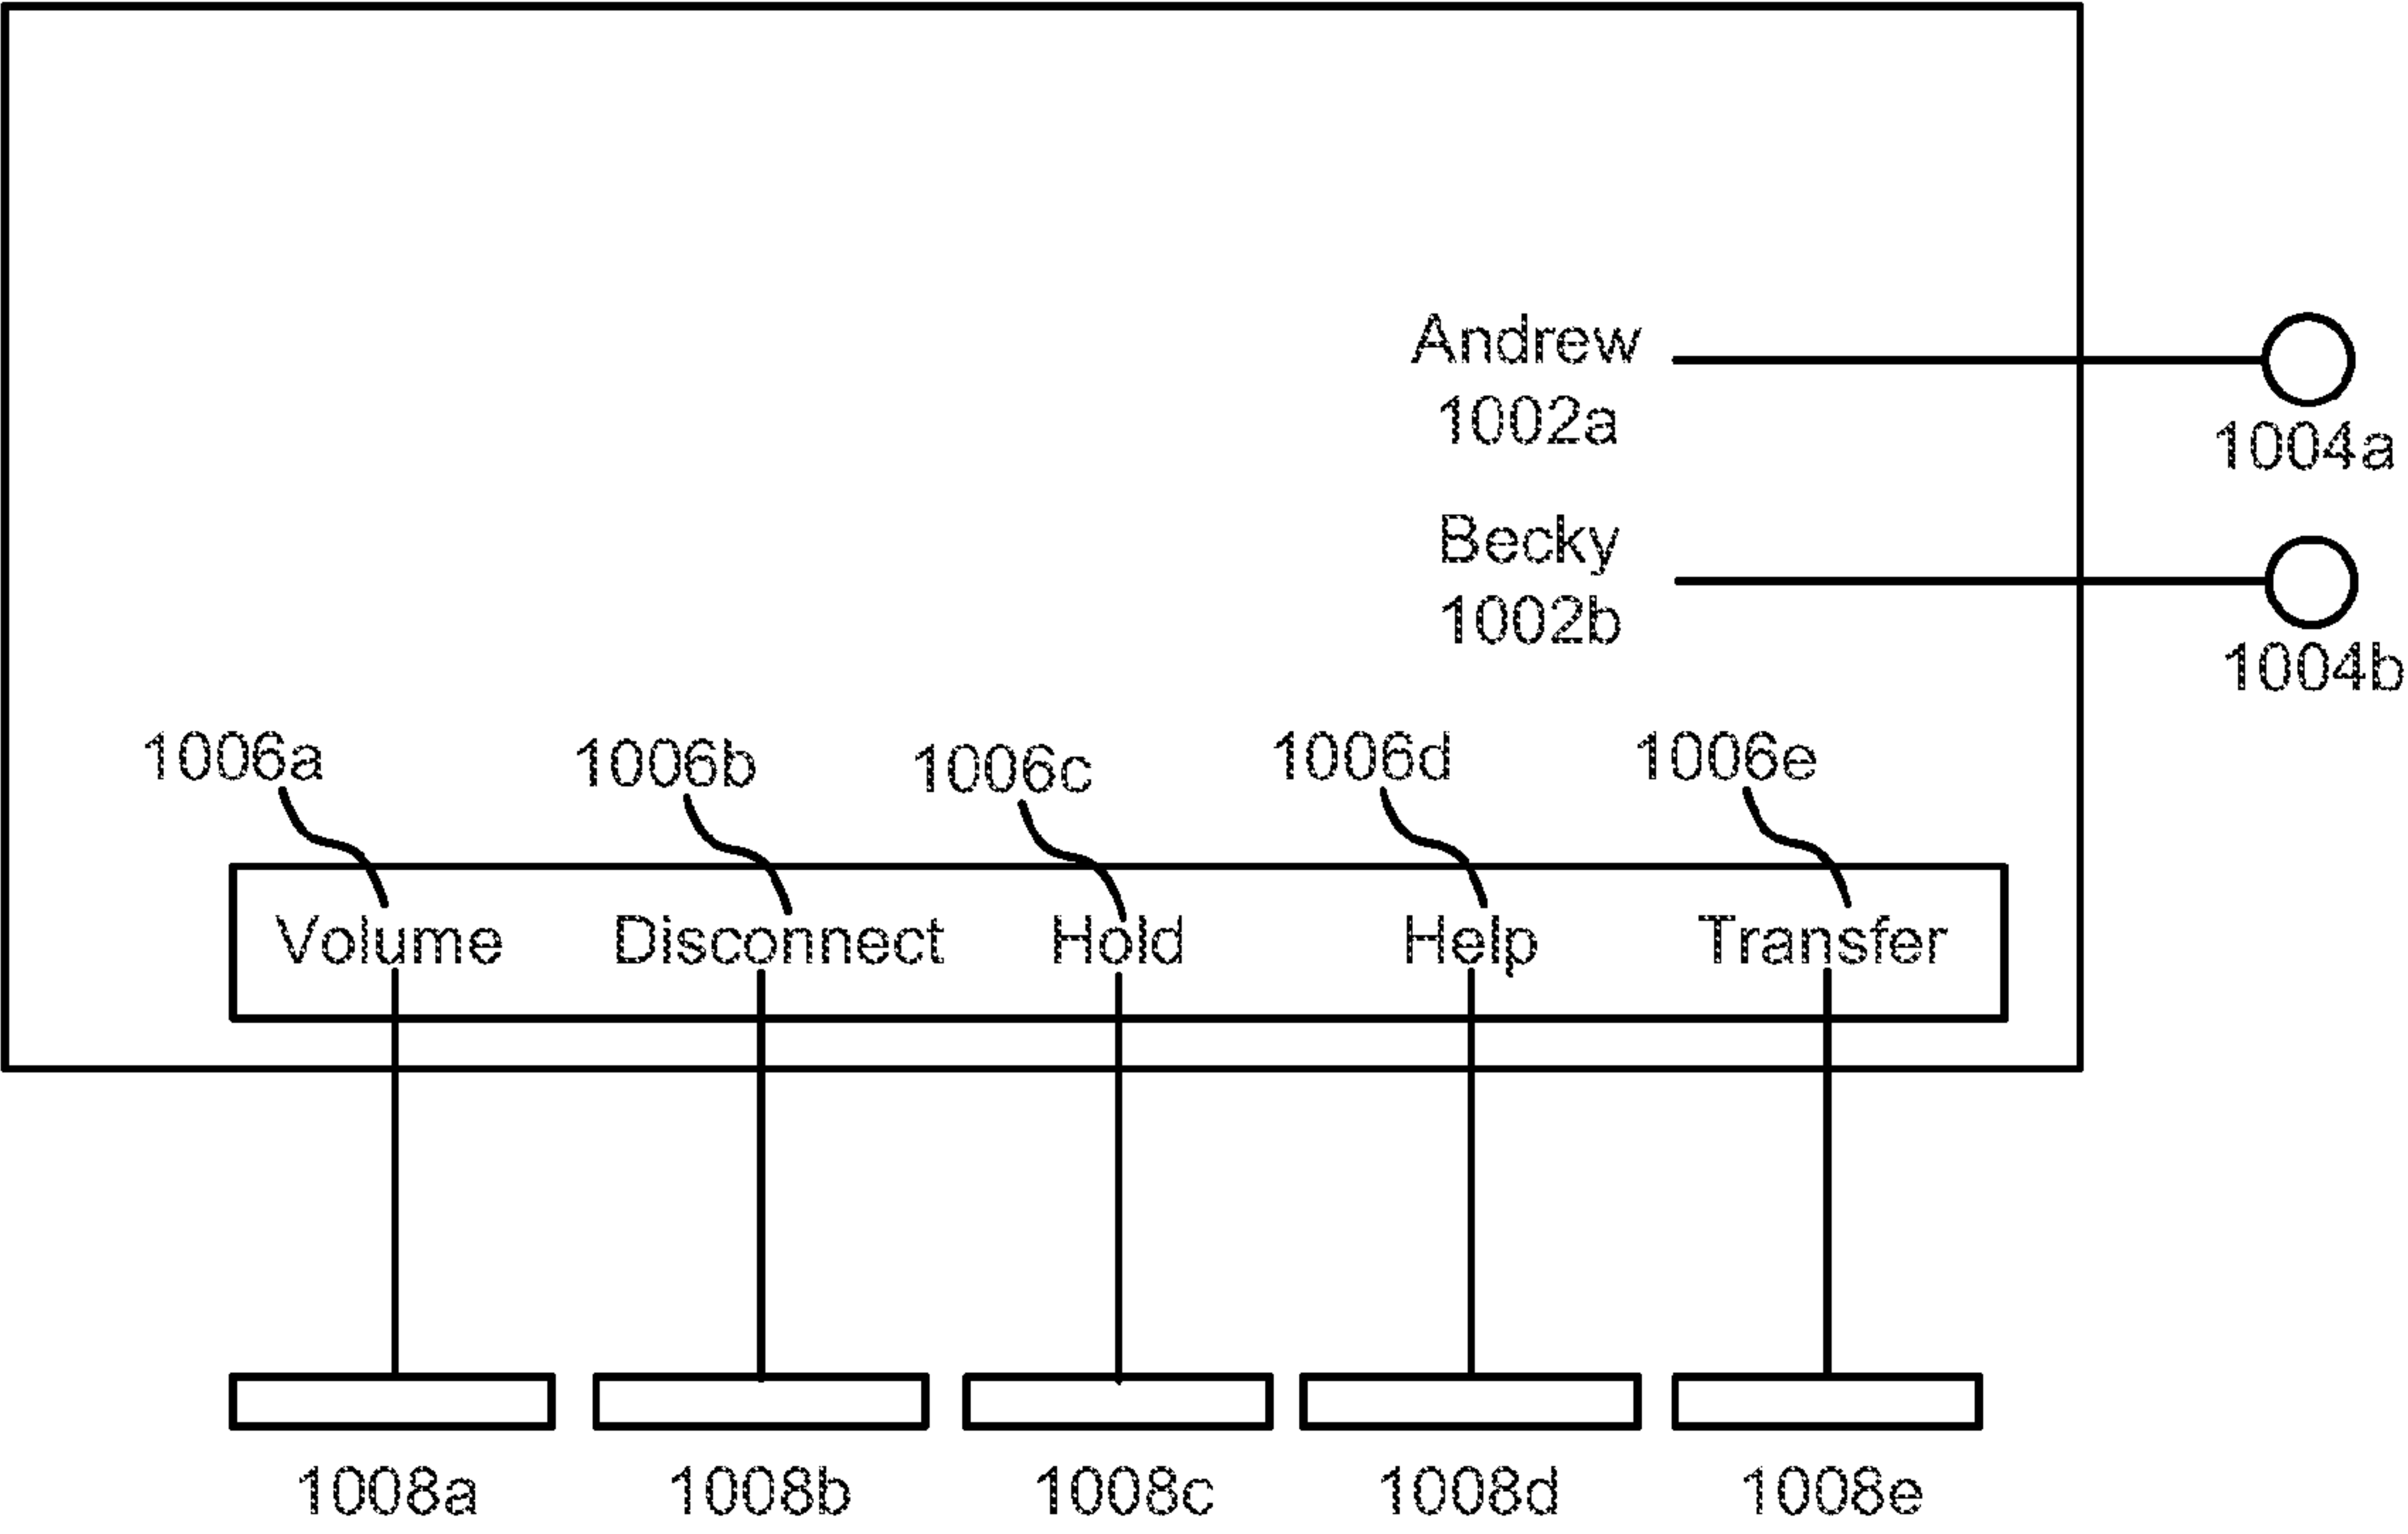 Andrew
1002a
1004a
Becky
1002b
1004b
1006a 1006b 1006c 1006d 1006e
Volume Disconnect Hold Help Transfer
1008a 1008b 1008c 1008d 1008e